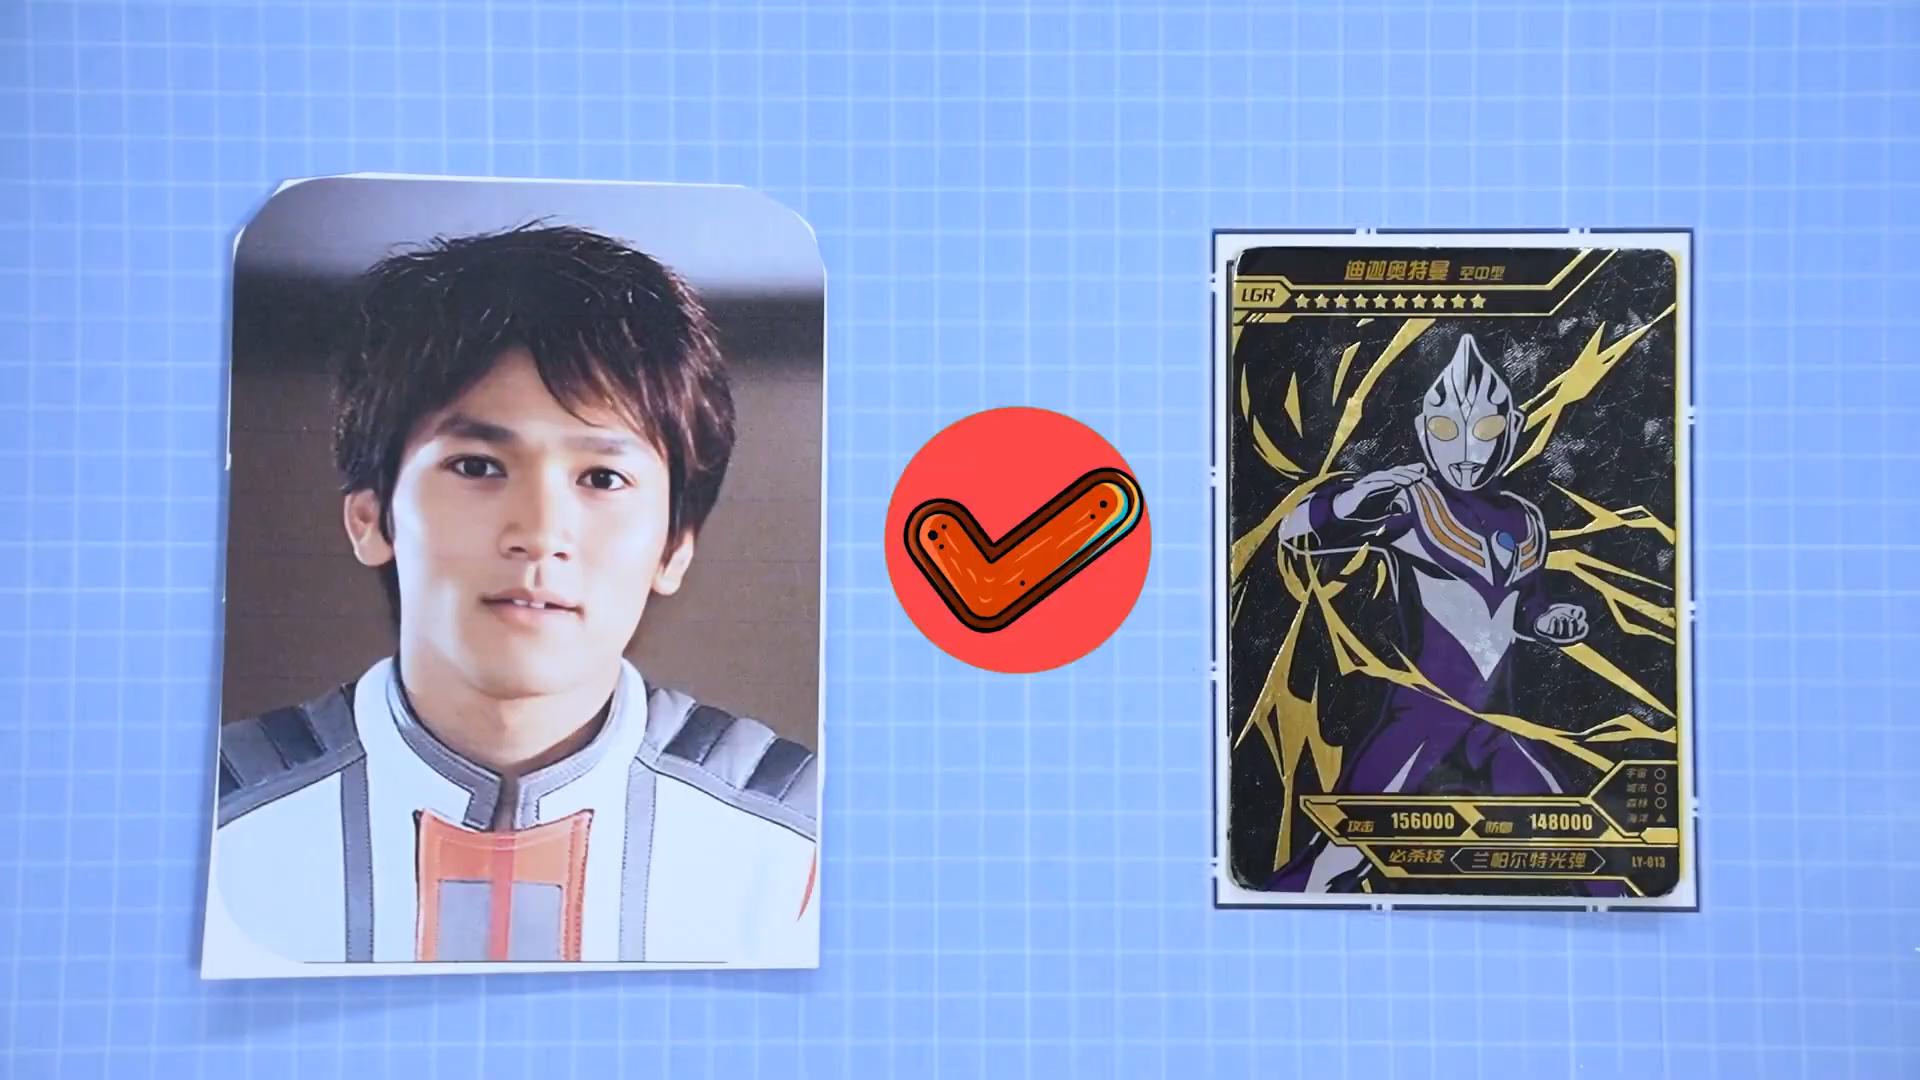 迪迦奥特曼 空中型
LGR
宇宙
城市
森林
海洋
攻击 156000 防御 148000
必杀技 兰帕尔特光弹 LY-013